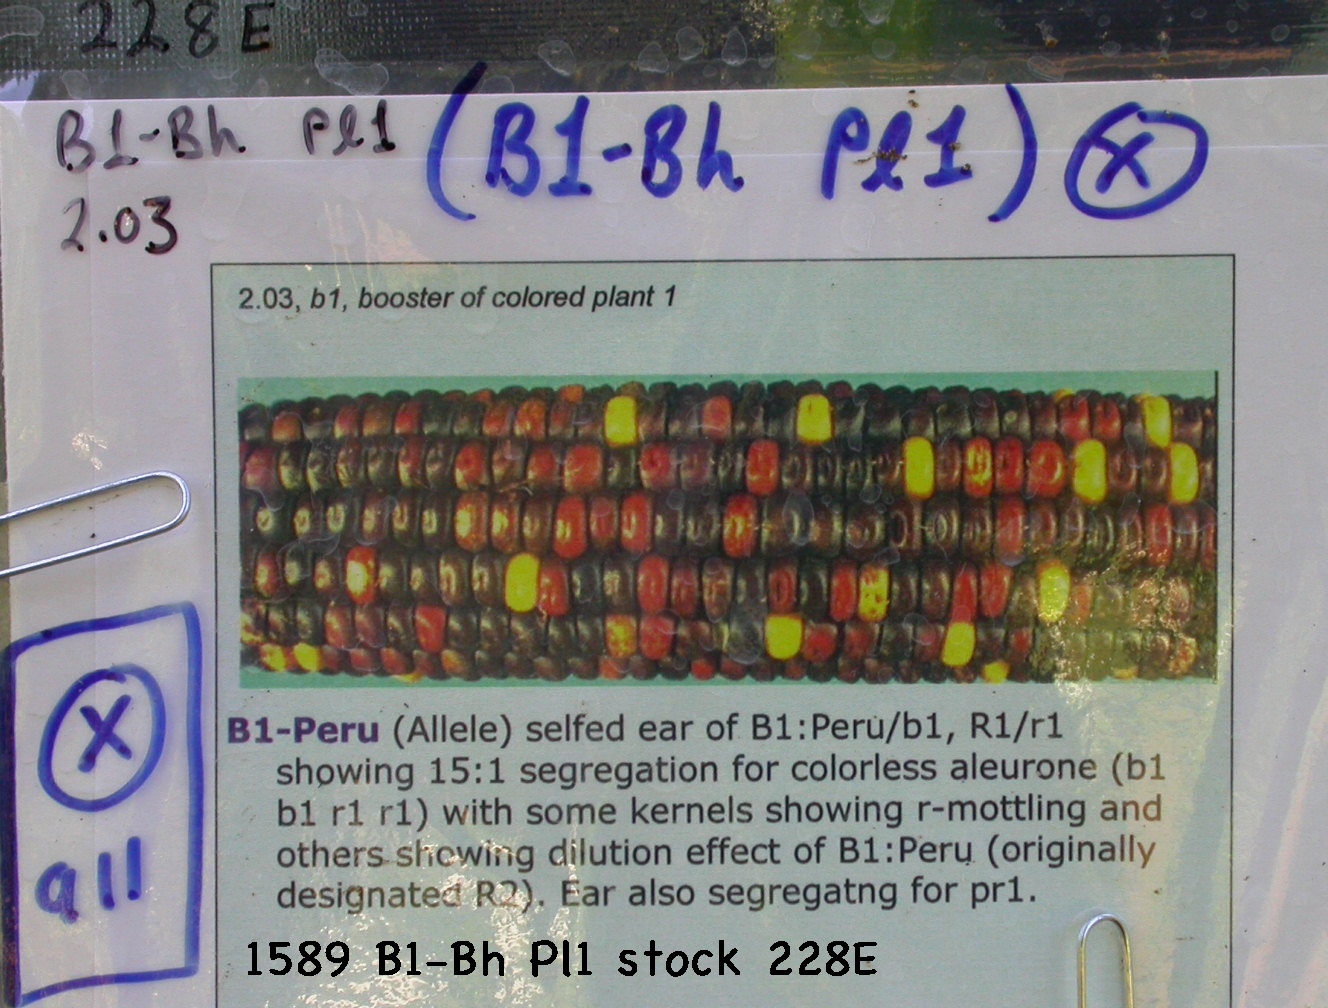 228E
B1-Bh Pl1 (B1-Bh Pl1) X
2.03
2.03, b1, booster of colored plant 1
B1-Peru (Allele) selfed ear of B1:Peru/b1, R1/r1
showing 15:1 segregation for colorless aleurone (b1
b1 r1 r1) with some kernels showing r-mottling and
others showing dilution effect of B1:Peru (originally
designated R2). Ear also segregatng for pr1.
X
all
1589 B1-Bh Pl1 stock 228E